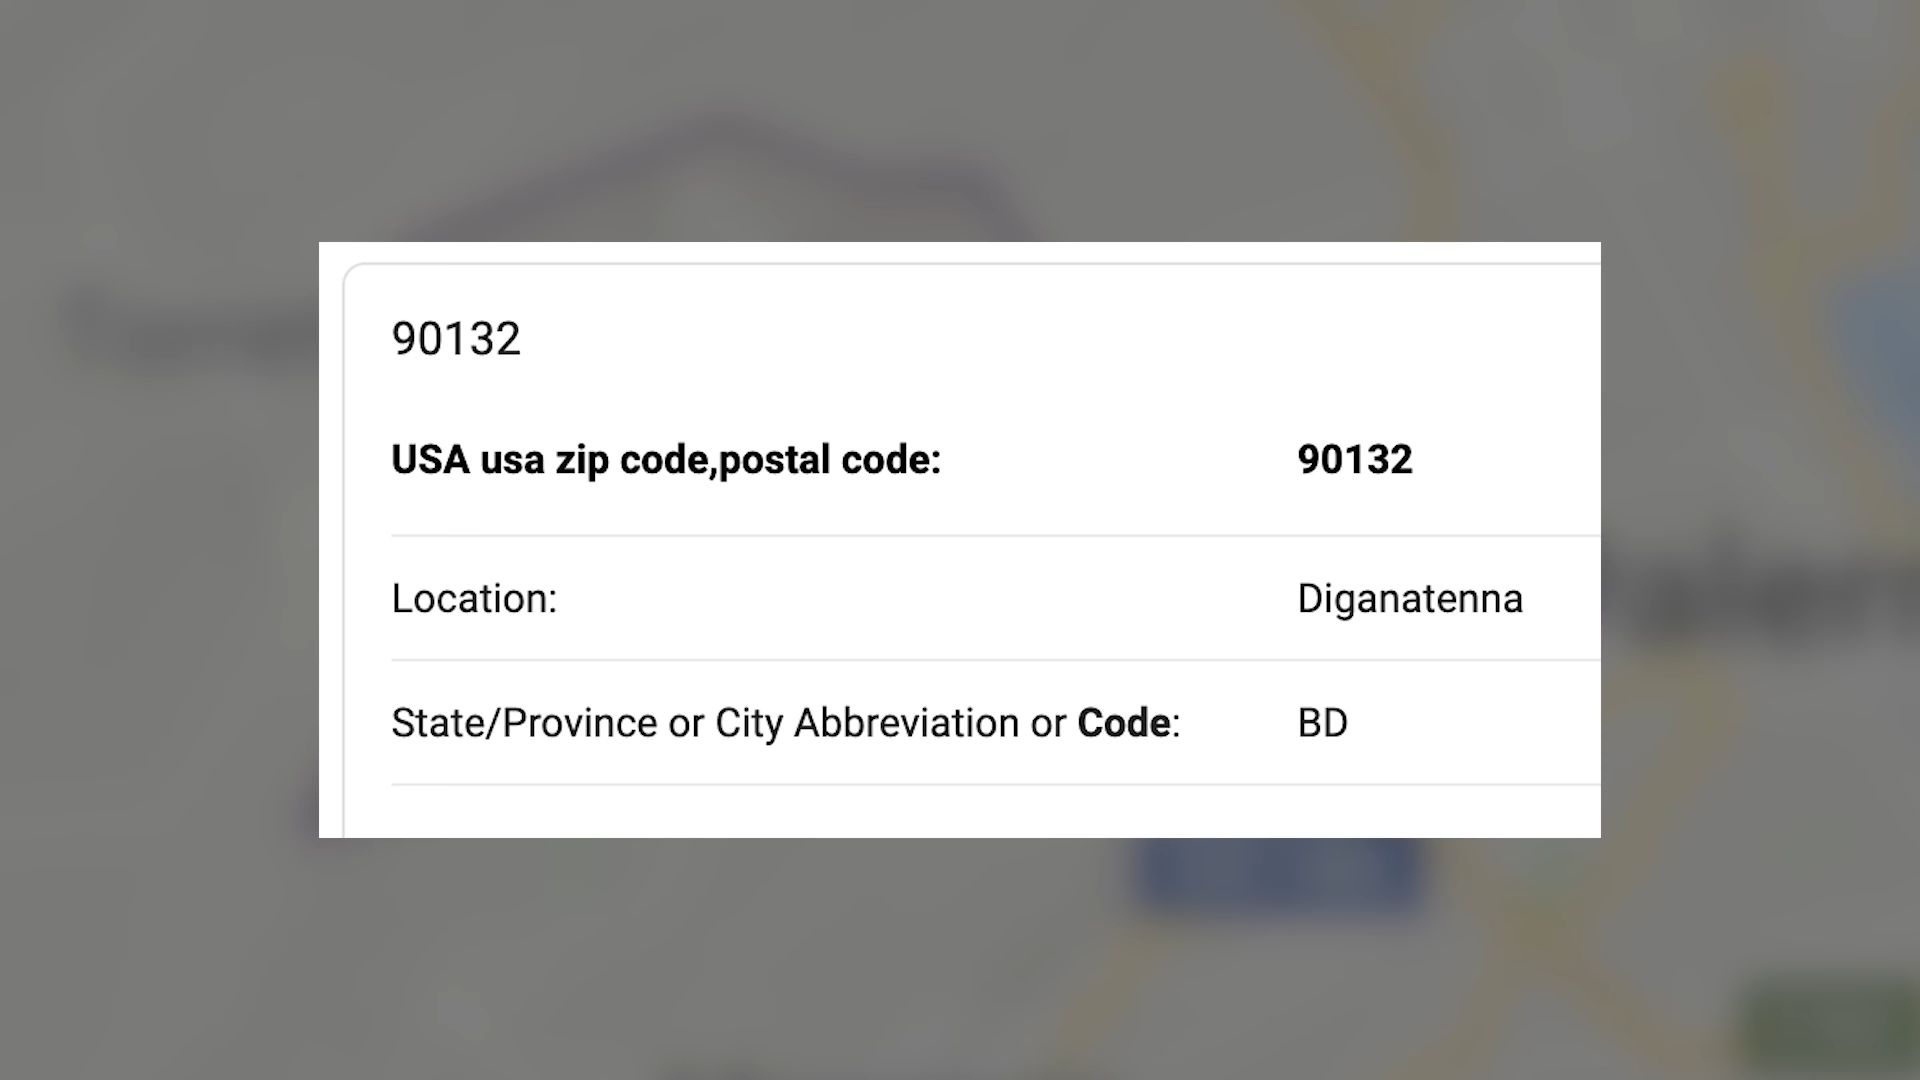 90132
USA usa zip code,postal code: 90132
Location: Diganatenna
State/Province or City Abbreviation or Code: BD